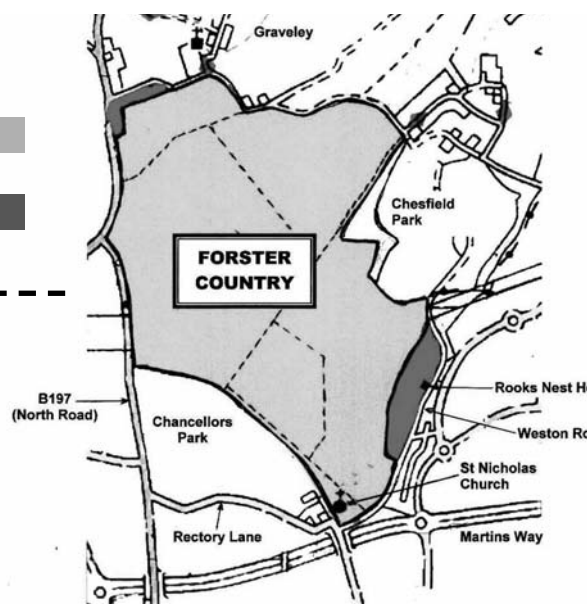 Graveley
Chesfield
Park
FORSTER
COUNTRY
B197
(North Road)
Chancellors
Park
Rooks Nest
Weston
St Nicholas
Church
Rectory Lane
Martins Way